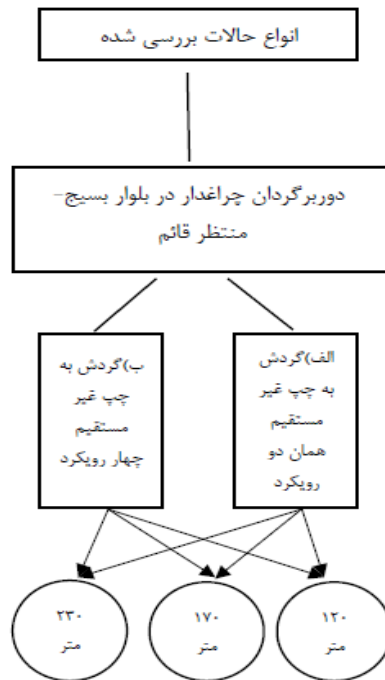 انواع حالات بررسی شده
دوربرگردان چراغدار در بلوار بسیج-
منتظر قائم
الف)گردش
به چپ غیر
مستقیم
همان دو
رویکرد
ب)گردش به
چپ غیر
مستقیم
چهار رویکرد
۱۲۰
متر
۱۷۰
متر
۲۳۰
متر